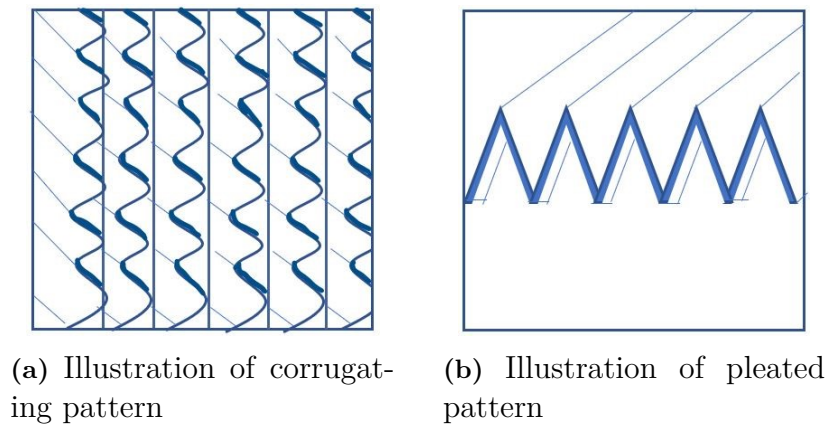 (a) Illustration of corrugat-
ing pattern
(b) Illustration of pleated
pattern